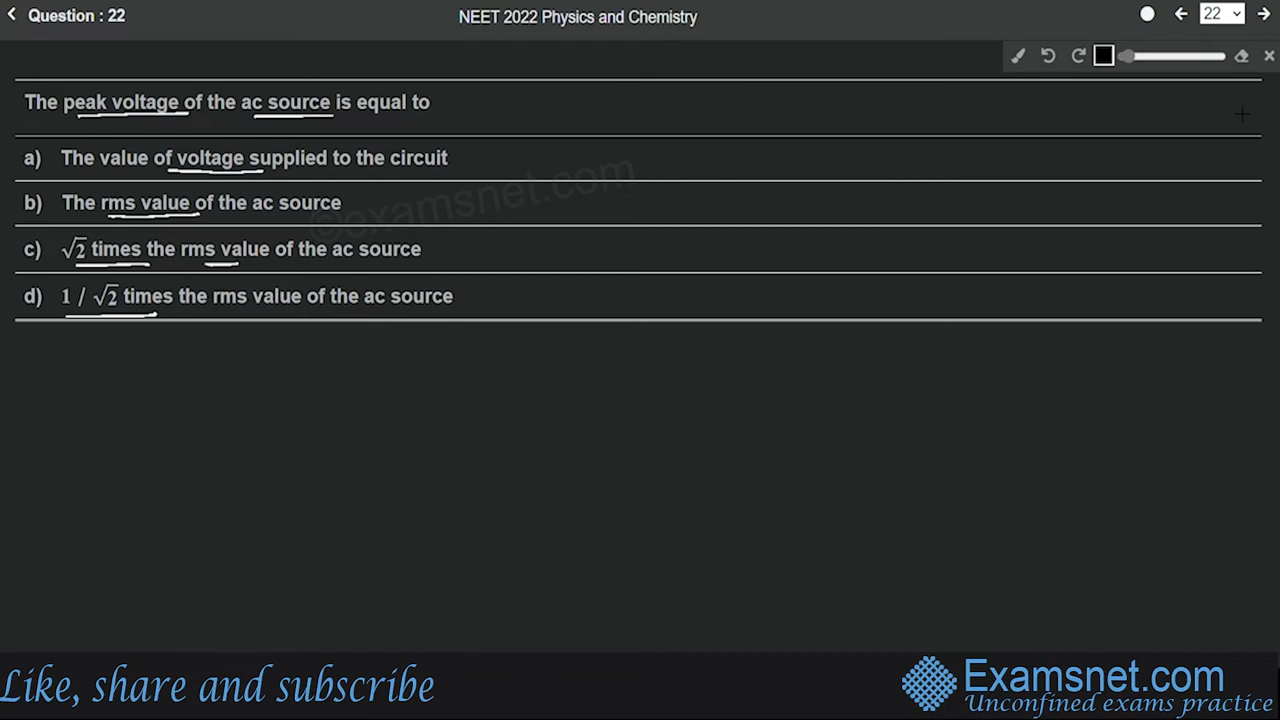 Question : 22
NEET 2022 Physics and Chemistry
22
The peak voltage of the ac source is equal to
a) The value of voltage supplied to the circuit
b) The rms value of the ac source
c) √2 times the rms value of the ac source
d) 1 / √2 times the rms value of the ac source
©examsnet.com
Like, share and subscribe
Examsnet.com
Unconfined exams practice